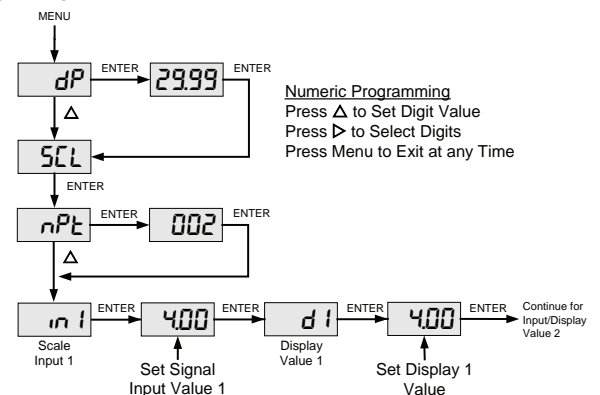 MENU
dP ENTER 29.99 ENTER
Numeric Programming
Press △ to Set Digit Value
△
Press ▷ to Select Digits
Press Menu to Exit at any Time
SCL
ENTER
nPt ENTER 002 ENTER
△
in 1 ENTER 4.00 ENTER d 1 ENTER 4.00 ENTER Continue for
Input/Display
Value 2
Scale
Input 1
Display
Value 1
Set Signal
Input Value 1
Set Display 1
Value